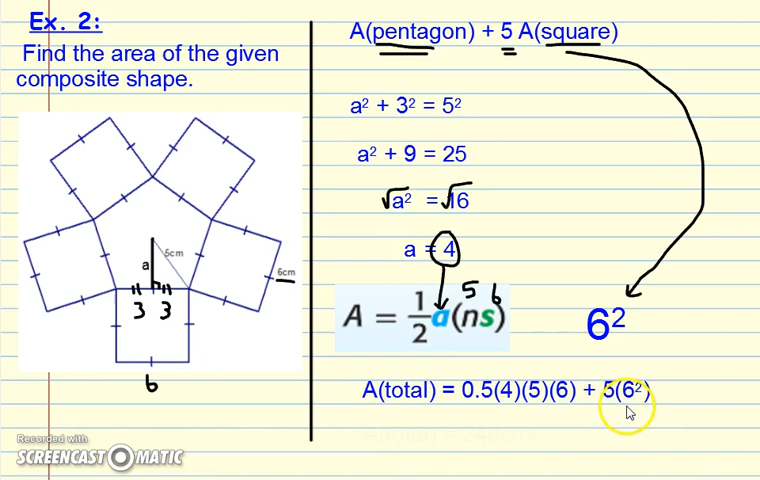 Ex. 2:
Find the area of the given
composite shape.
5cm
a
6cm
3 3
6
A(pentagon) + 5 A(square)
a² + 3² = 5²
a² + 9 = 25
√a² = √16
a = 4
5 6
A = 1/2 a(ns)
6²
A(total) = 0.5(4)(5)(6) + 5(6²)
Recorded with
SCREENCAST-O-MATIC